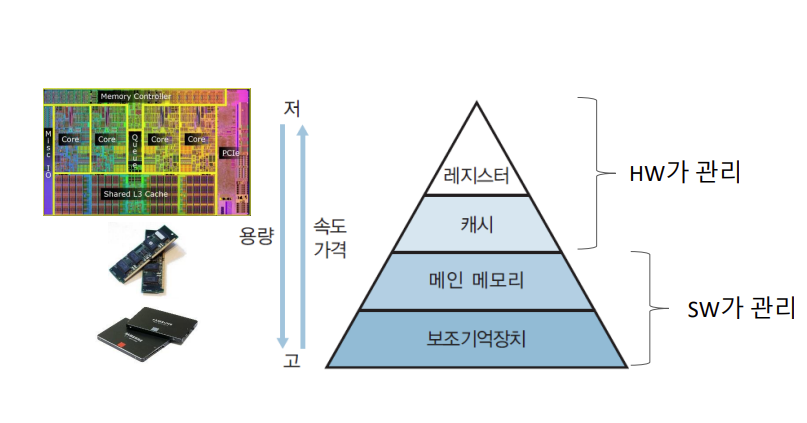 Memory Controller
Misc IO
Core
Core
Queue
Core
Core
PCIe
Shared L3 Cache
저
용량
속도
가격
고
레지스터
캐시
메인 메모리
보조기억장치
HW가 관리
SW가 관리